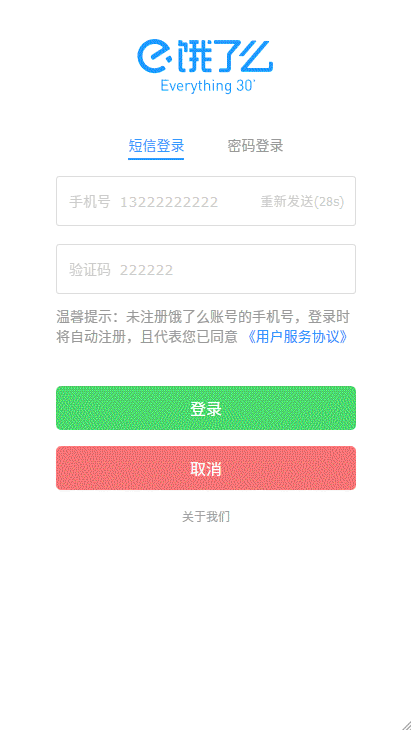 饿了么
Everything 30'
短信登录 密码登录
手机号 13222222222 重新发送(28s)
验证码 222222
温馨提示：未注册饿了么账号的手机号，登录时
将自动注册，且代表您已同意 《用户服务协议》
登录
取消
关于我们